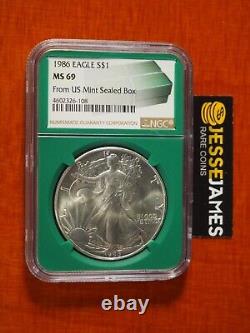 1986 EAGLE S$1
MS 69
From US Mint Sealed Box
4602326-108
NUMISMATIC GUARANTY CORPORATION
NGC
LIBERTY
1986
JESSE JAMES
RARE COINS